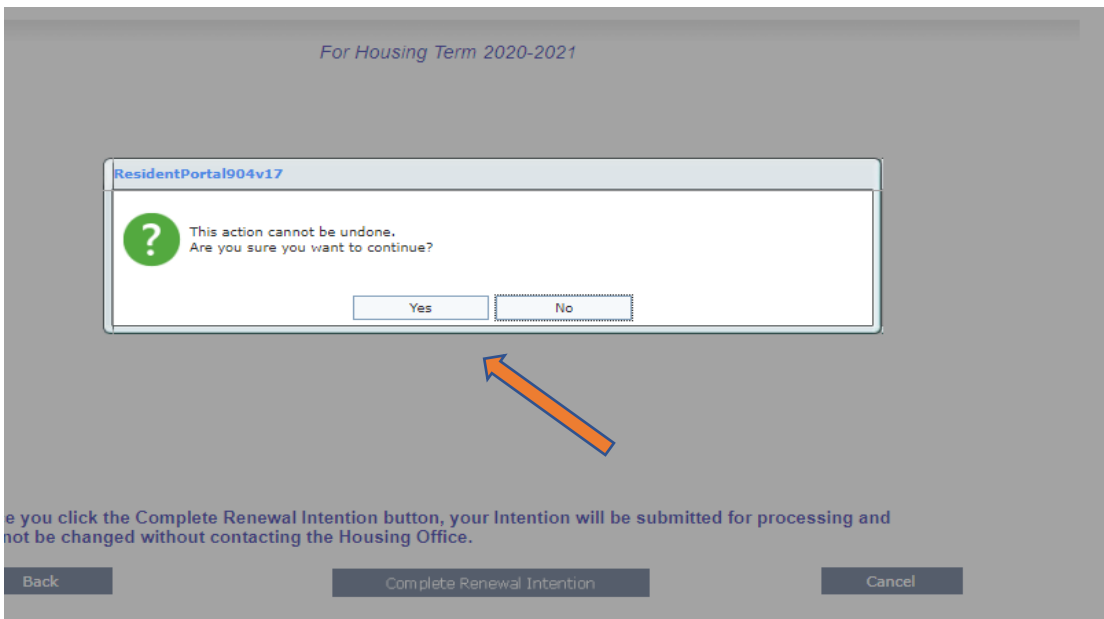 For Housing Term 2020-2021
ResidentPortal904v17
?
This action cannot be undone.
Are you sure you want to continue?
Yes No
e you click the Complete Renewal Intention button, your Intention will be submitted for processing and
not be changed without contacting the Housing Office.
Back Complete Renewal Intention Cancel